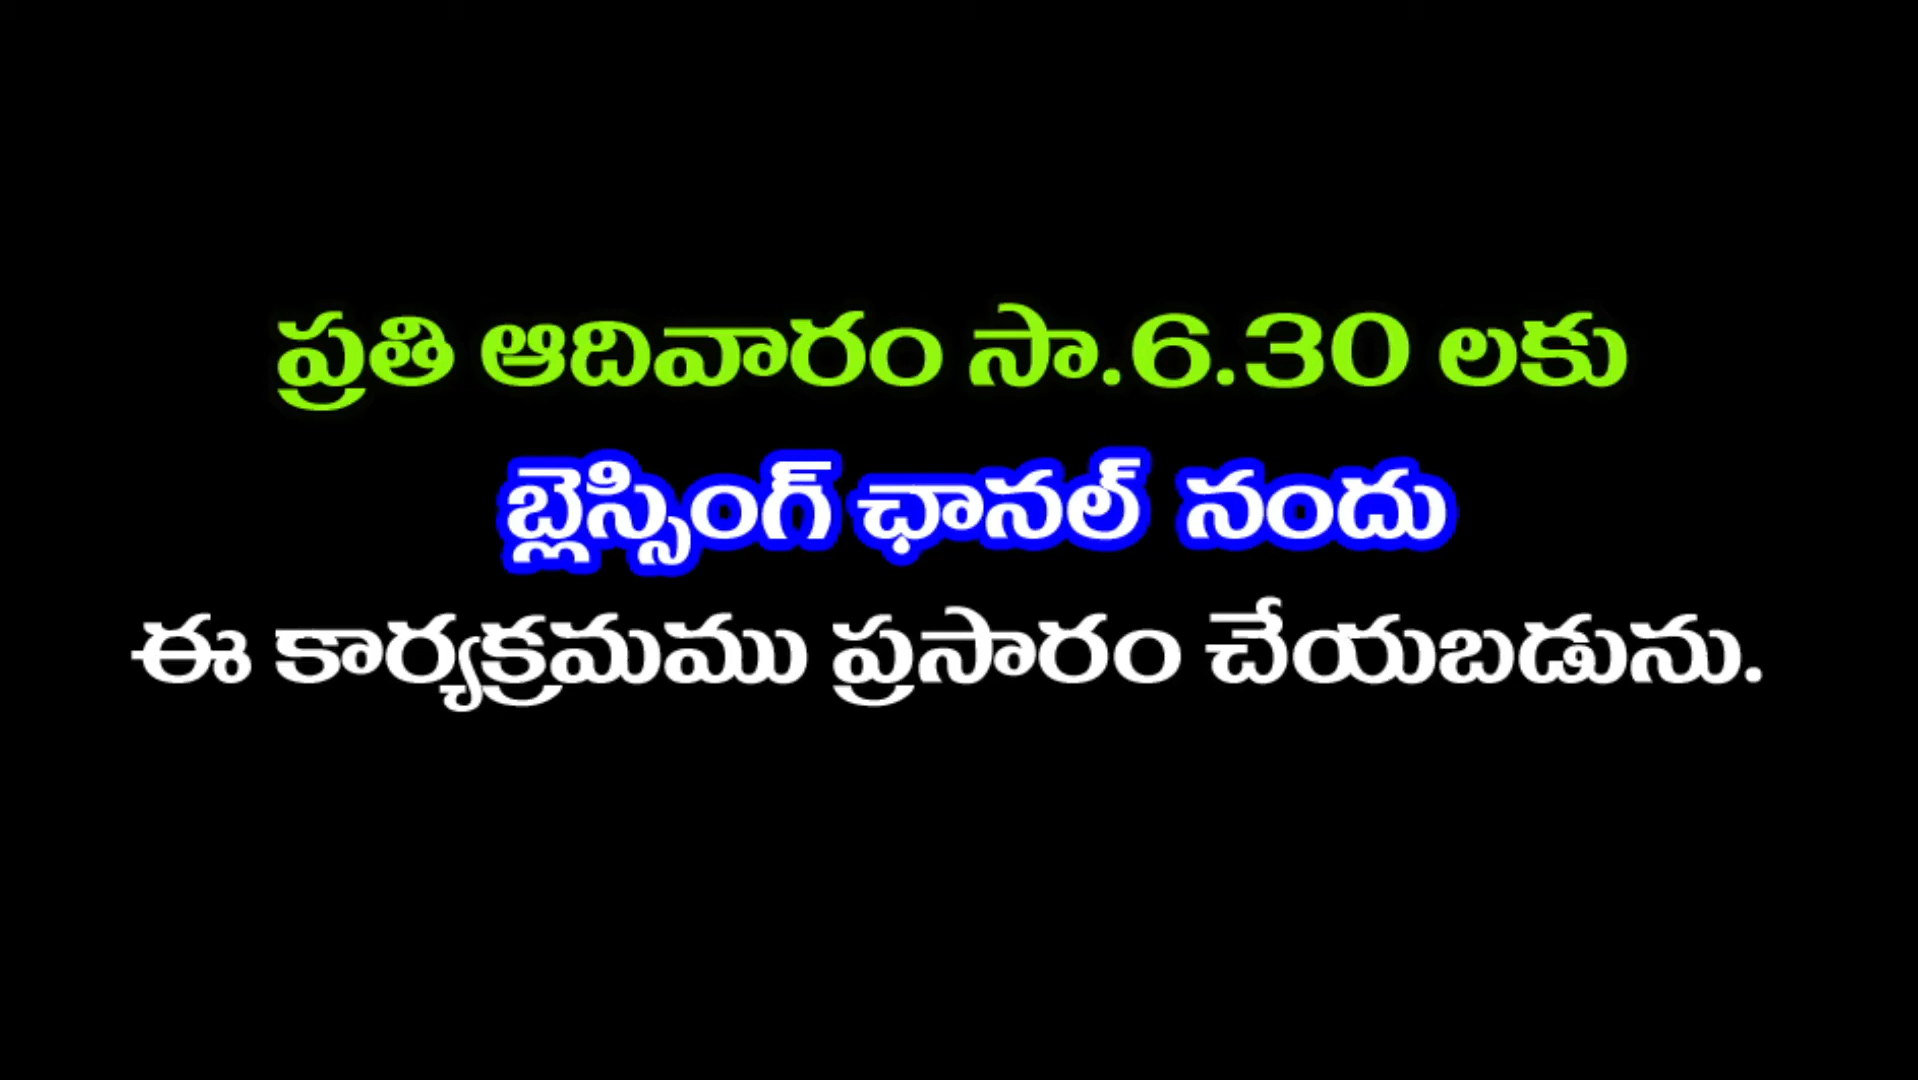 ప్రతి ఆదివారం సా.6.30 లకు
బ్లెస్సింగ్ ఛానల్ నందు
ఈ కార్యక్రమము ప్రసారం చేయబడును.